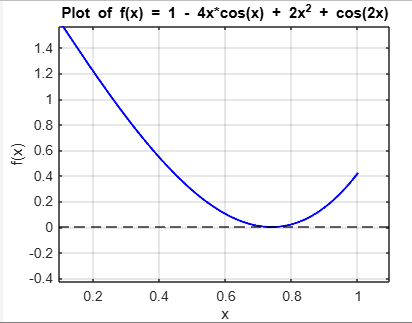 Plot of f(x) = 1 - 4x*cos(x) + 2x² + cos(2x)
1.4
1.2
1
0.8
0.6
0.4
0.2
0
-0.2
-0.4
f(x)
0.2 0.4 0.6 0.8 1
x